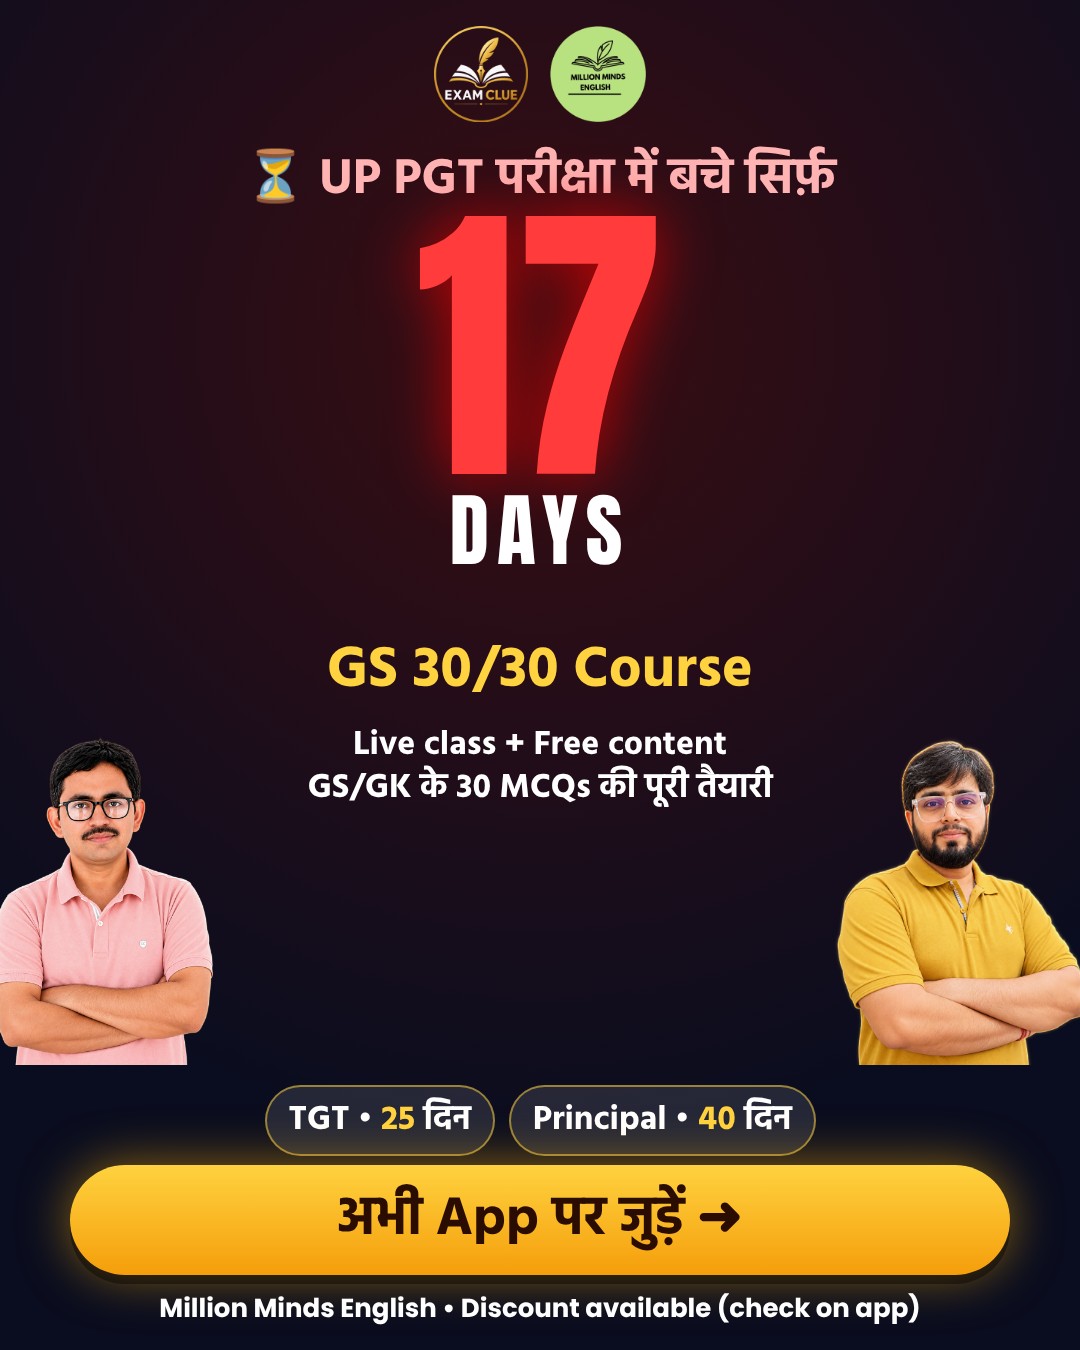 EXAM CLUE
MILLION MINDS
ENGLISH
⏳ UP PGT परीक्षा में बचे सिर्फ़
17
DAYS
GS 30/30 Course
Live class + Free content
GS/GK के 30 MCQs की पूरी तैयारी
TGT • 25 दिन
Principal • 40 दिन
अभी App पर जुड़ें ➜
Million Minds English • Discount available (check on app)